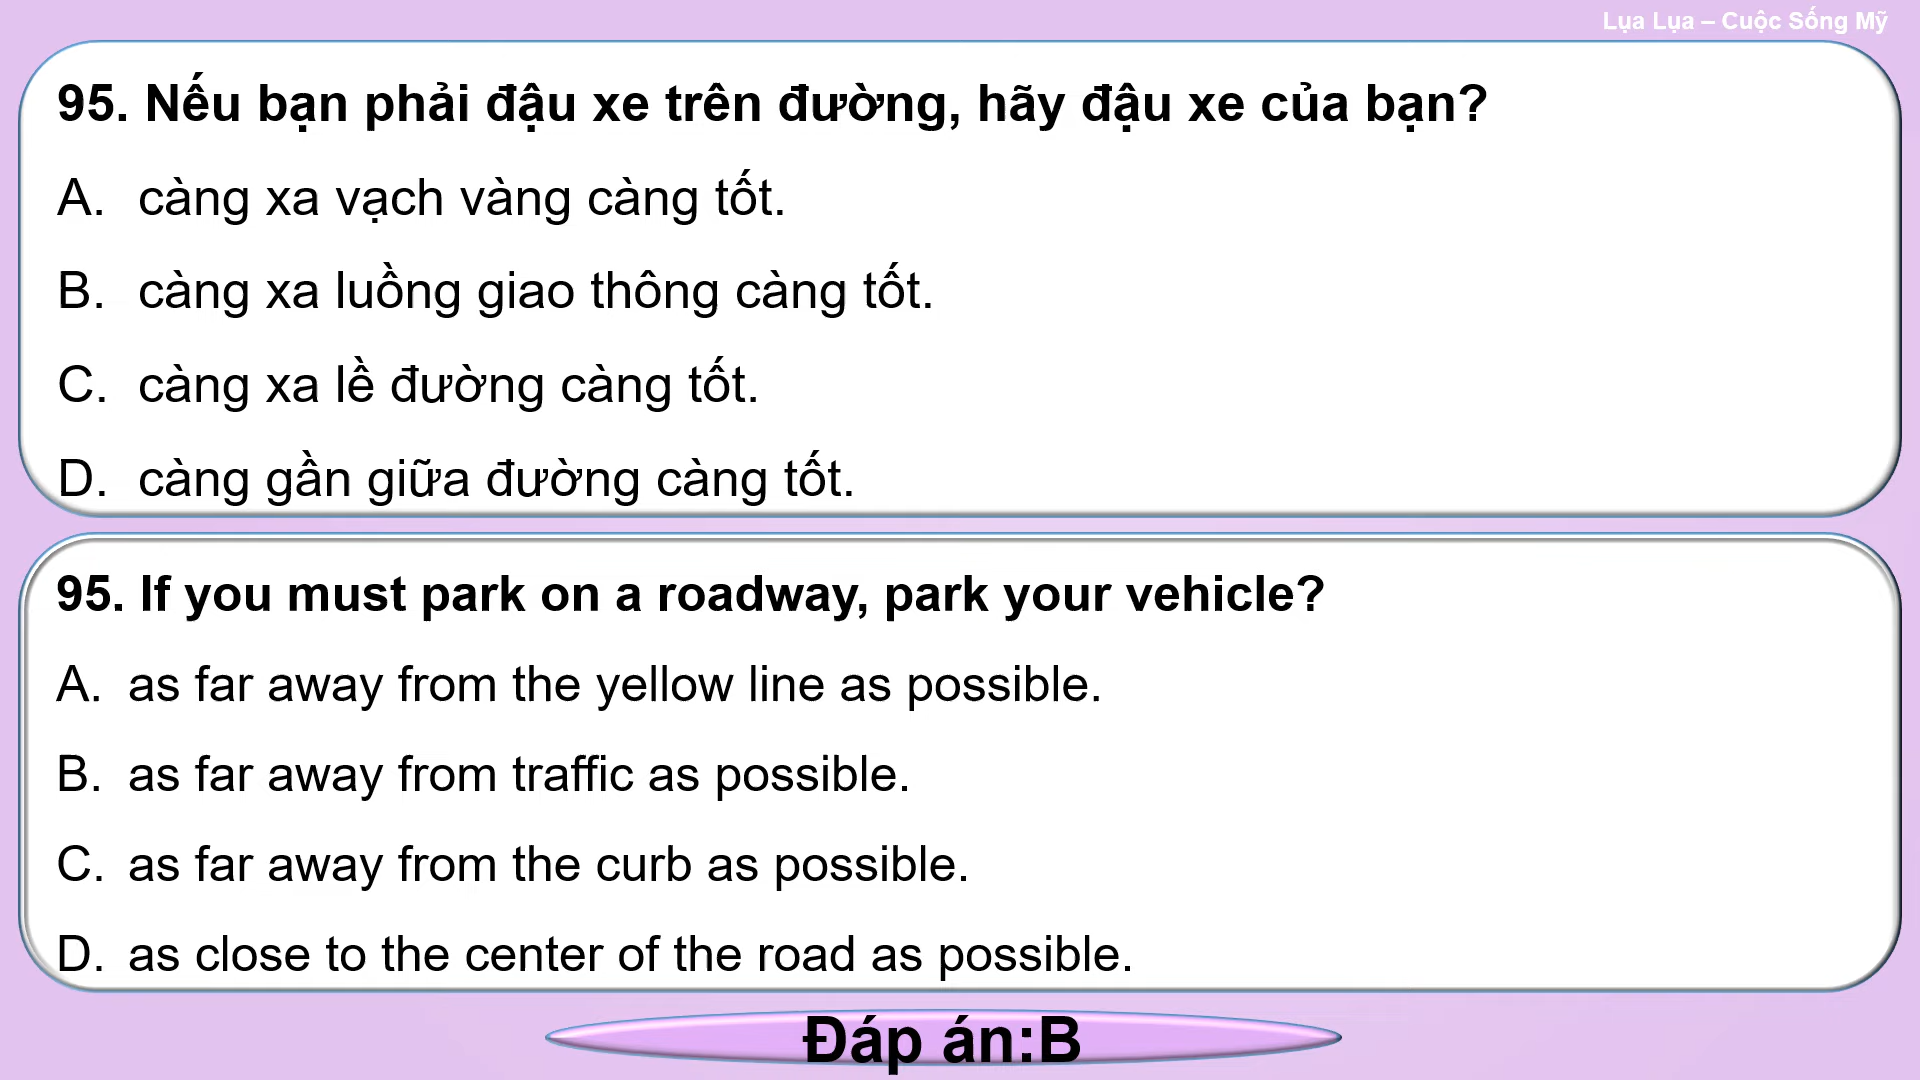 Lụa Lụa – Cuộc Sống Mỹ
95. Nếu bạn phải đậu xe trên đường, hãy đậu xe của bạn?
A. càng xa vạch vàng càng tốt.
B. càng xa luồng giao thông càng tốt.
C. càng xa lề đường càng tốt.
D. càng gần giữa đường càng tốt.
95. If you must park on a roadway, park your vehicle?
A. as far away from the yellow line as possible.
B. as far away from traffic as possible.
C. as far away from the curb as possible.
D. as close to the center of the road as possible.
Đáp án:B